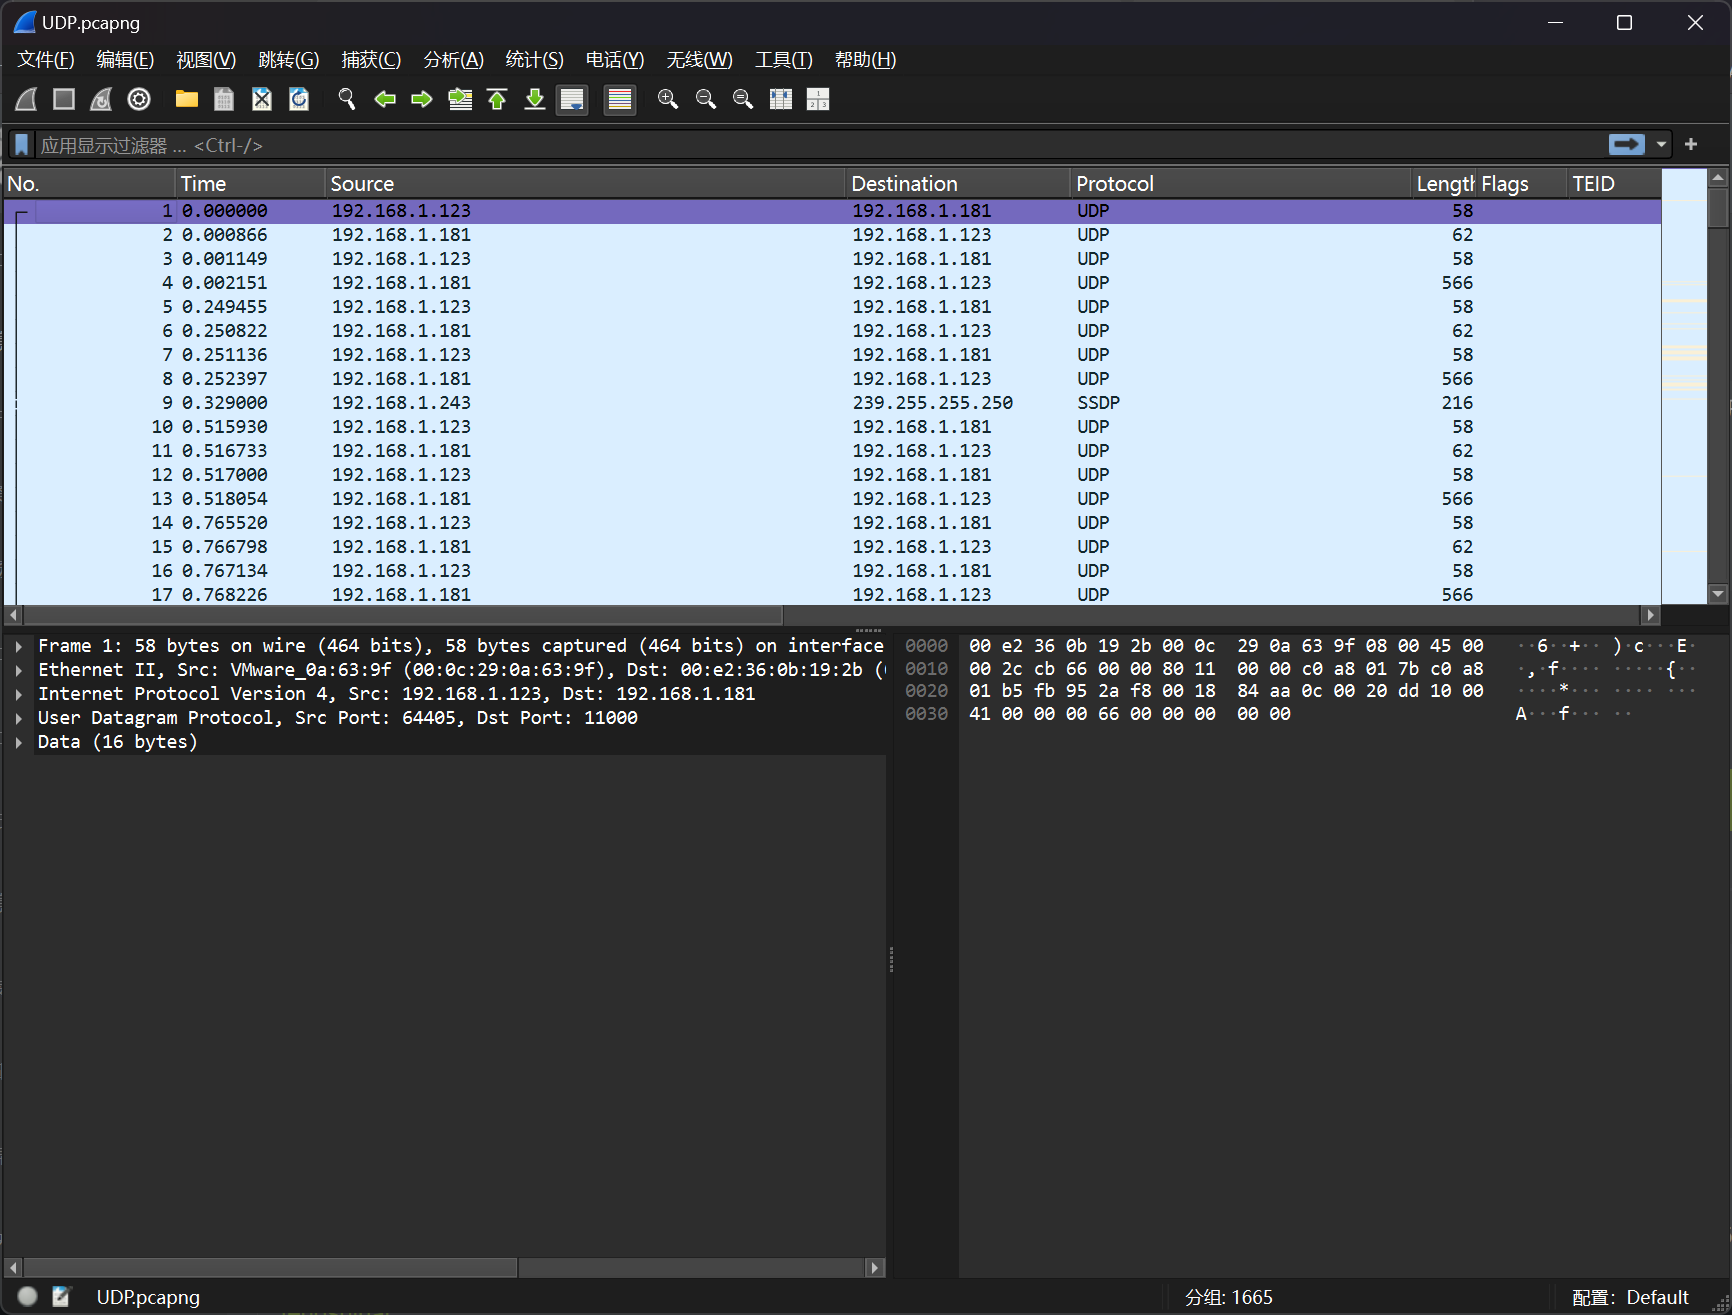 UDP.pcapng
文件(F) 编辑(E) 视图(V) 跳转(G) 捕获(C) 分析(A) 统计(S) 电话(Y) 无线(W) 工具(T) 帮助(H)
应用显示过滤器 … <Ctrl-/>
No. Time Source Destination Protocol Length Flags TEID
1 0.000000 192.168.1.123 192.168.1.181 UDP 58
2 0.000866 192.168.1.181 192.168.1.123 UDP 62
3 0.001149 192.168.1.123 192.168.1.181 UDP 58
4 0.002151 192.168.1.181 192.168.1.123 UDP 566
5 0.249455 192.168.1.123 192.168.1.181 UDP 58
6 0.250822 192.168.1.181 192.168.1.123 UDP 62
7 0.251136 192.168.1.123 192.168.1.181 UDP 58
8 0.252397 192.168.1.181 192.168.1.123 UDP 566
9 0.329000 192.168.1.243 239.255.255.250 SSDP 216
10 0.515930 192.168.1.123 192.168.1.181 UDP 58
11 0.516733 192.168.1.181 192.168.1.123 UDP 62
12 0.517000 192.168.1.123 192.168.1.181 UDP 58
13 0.518054 192.168.1.181 192.168.1.123 UDP 566
14 0.765520 192.168.1.123 192.168.1.181 UDP 58
15 0.766798 192.168.1.181 192.168.1.123 UDP 62
16 0.767134 192.168.1.123 192.168.1.181 UDP 58
17 0.768226 192.168.1.181 192.168.1.123 UDP 566
Frame 1: 58 bytes on wire (464 bits), 58 bytes captured (464 bits) on interface
Ethernet II, Src: VMware_0a:63:9f (00:0c:29:0a:63:9f), Dst: 00:e2:36:0b:19:2b (
Internet Protocol Version 4, Src: 192.168.1.123, Dst: 192.168.1.181
User Datagram Protocol, Src Port: 64405, Dst Port: 11000
Data (16 bytes)
0000 00 e2 36 0b 19 2b 00 0c 29 0a 63 9f 08 00 45 00 ··6··+·· )·c···E·
0010 00 2c cb 66 00 00 80 11 00 00 c0 a8 01 7b c0 a8 ·,·f···· ·····{··
0020 01 b5 fb 95 2a f8 00 18 84 aa 0c 00 20 dd 10 00 ····*··· ···· ···
0030 41 00 00 00 66 00 00 00 00 00 A···f··· ··
UDP.pcapng 分组: 1665 配置: Default